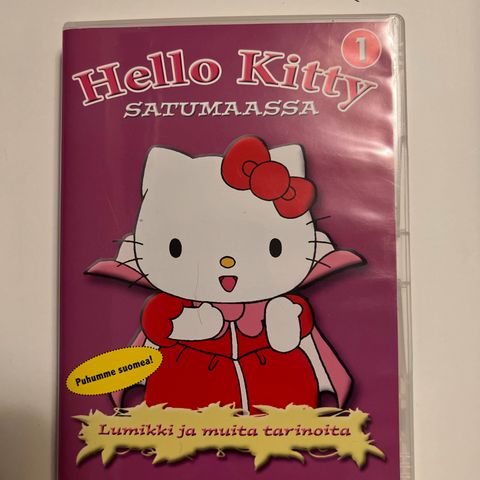 1
Hello Kitty
SATUMAASSA
Puhumme suomea!
Lumikki ja muita tarinoita